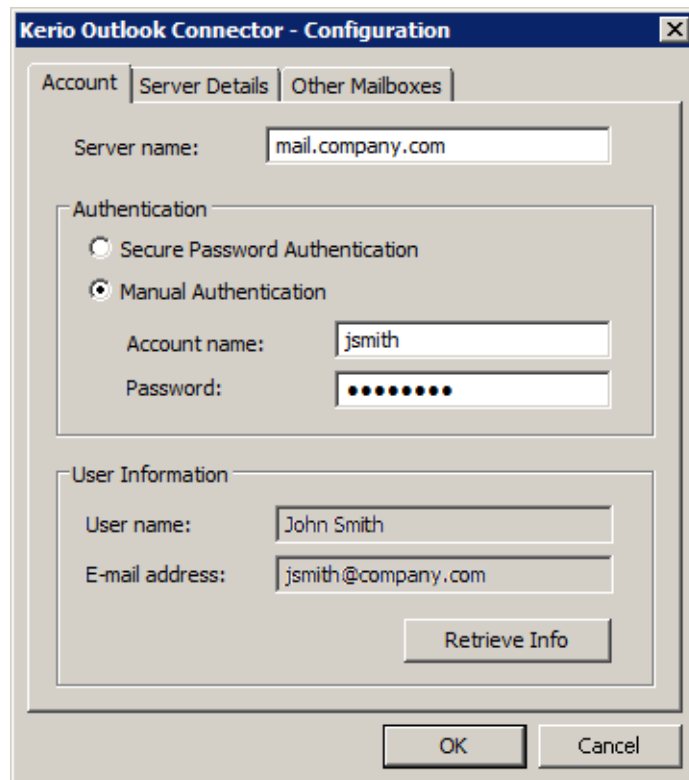 Kerio Outlook Connector - Configuration
Account Server Details Other Mailboxes
Server name: mail.company.com
Authentication
Secure Password Authentication
Manual Authentication
Account name: jsmith
Password: ●●●●●●●●
User Information
User name: John Smith
E-mail address: jsmith@company.com
Retrieve Info
OK Cancel